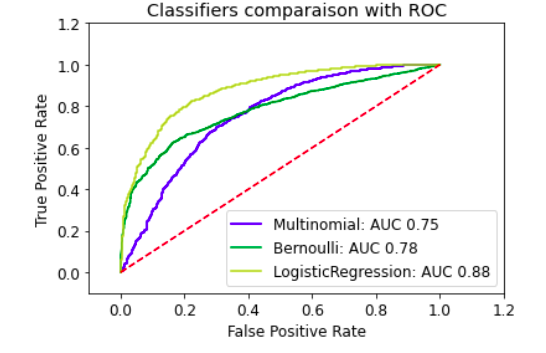 Classifiers comparaison with ROC
True Positive Rate
1.2
1.0
0.8
0.6
0.4
0.2
0.0
Multinomial: AUC 0.75
Bernoulli: AUC 0.78
LogisticRegression: AUC 0.88
0.0 0.2 0.4 0.6 0.8 1.0 1.2
False Positive Rate